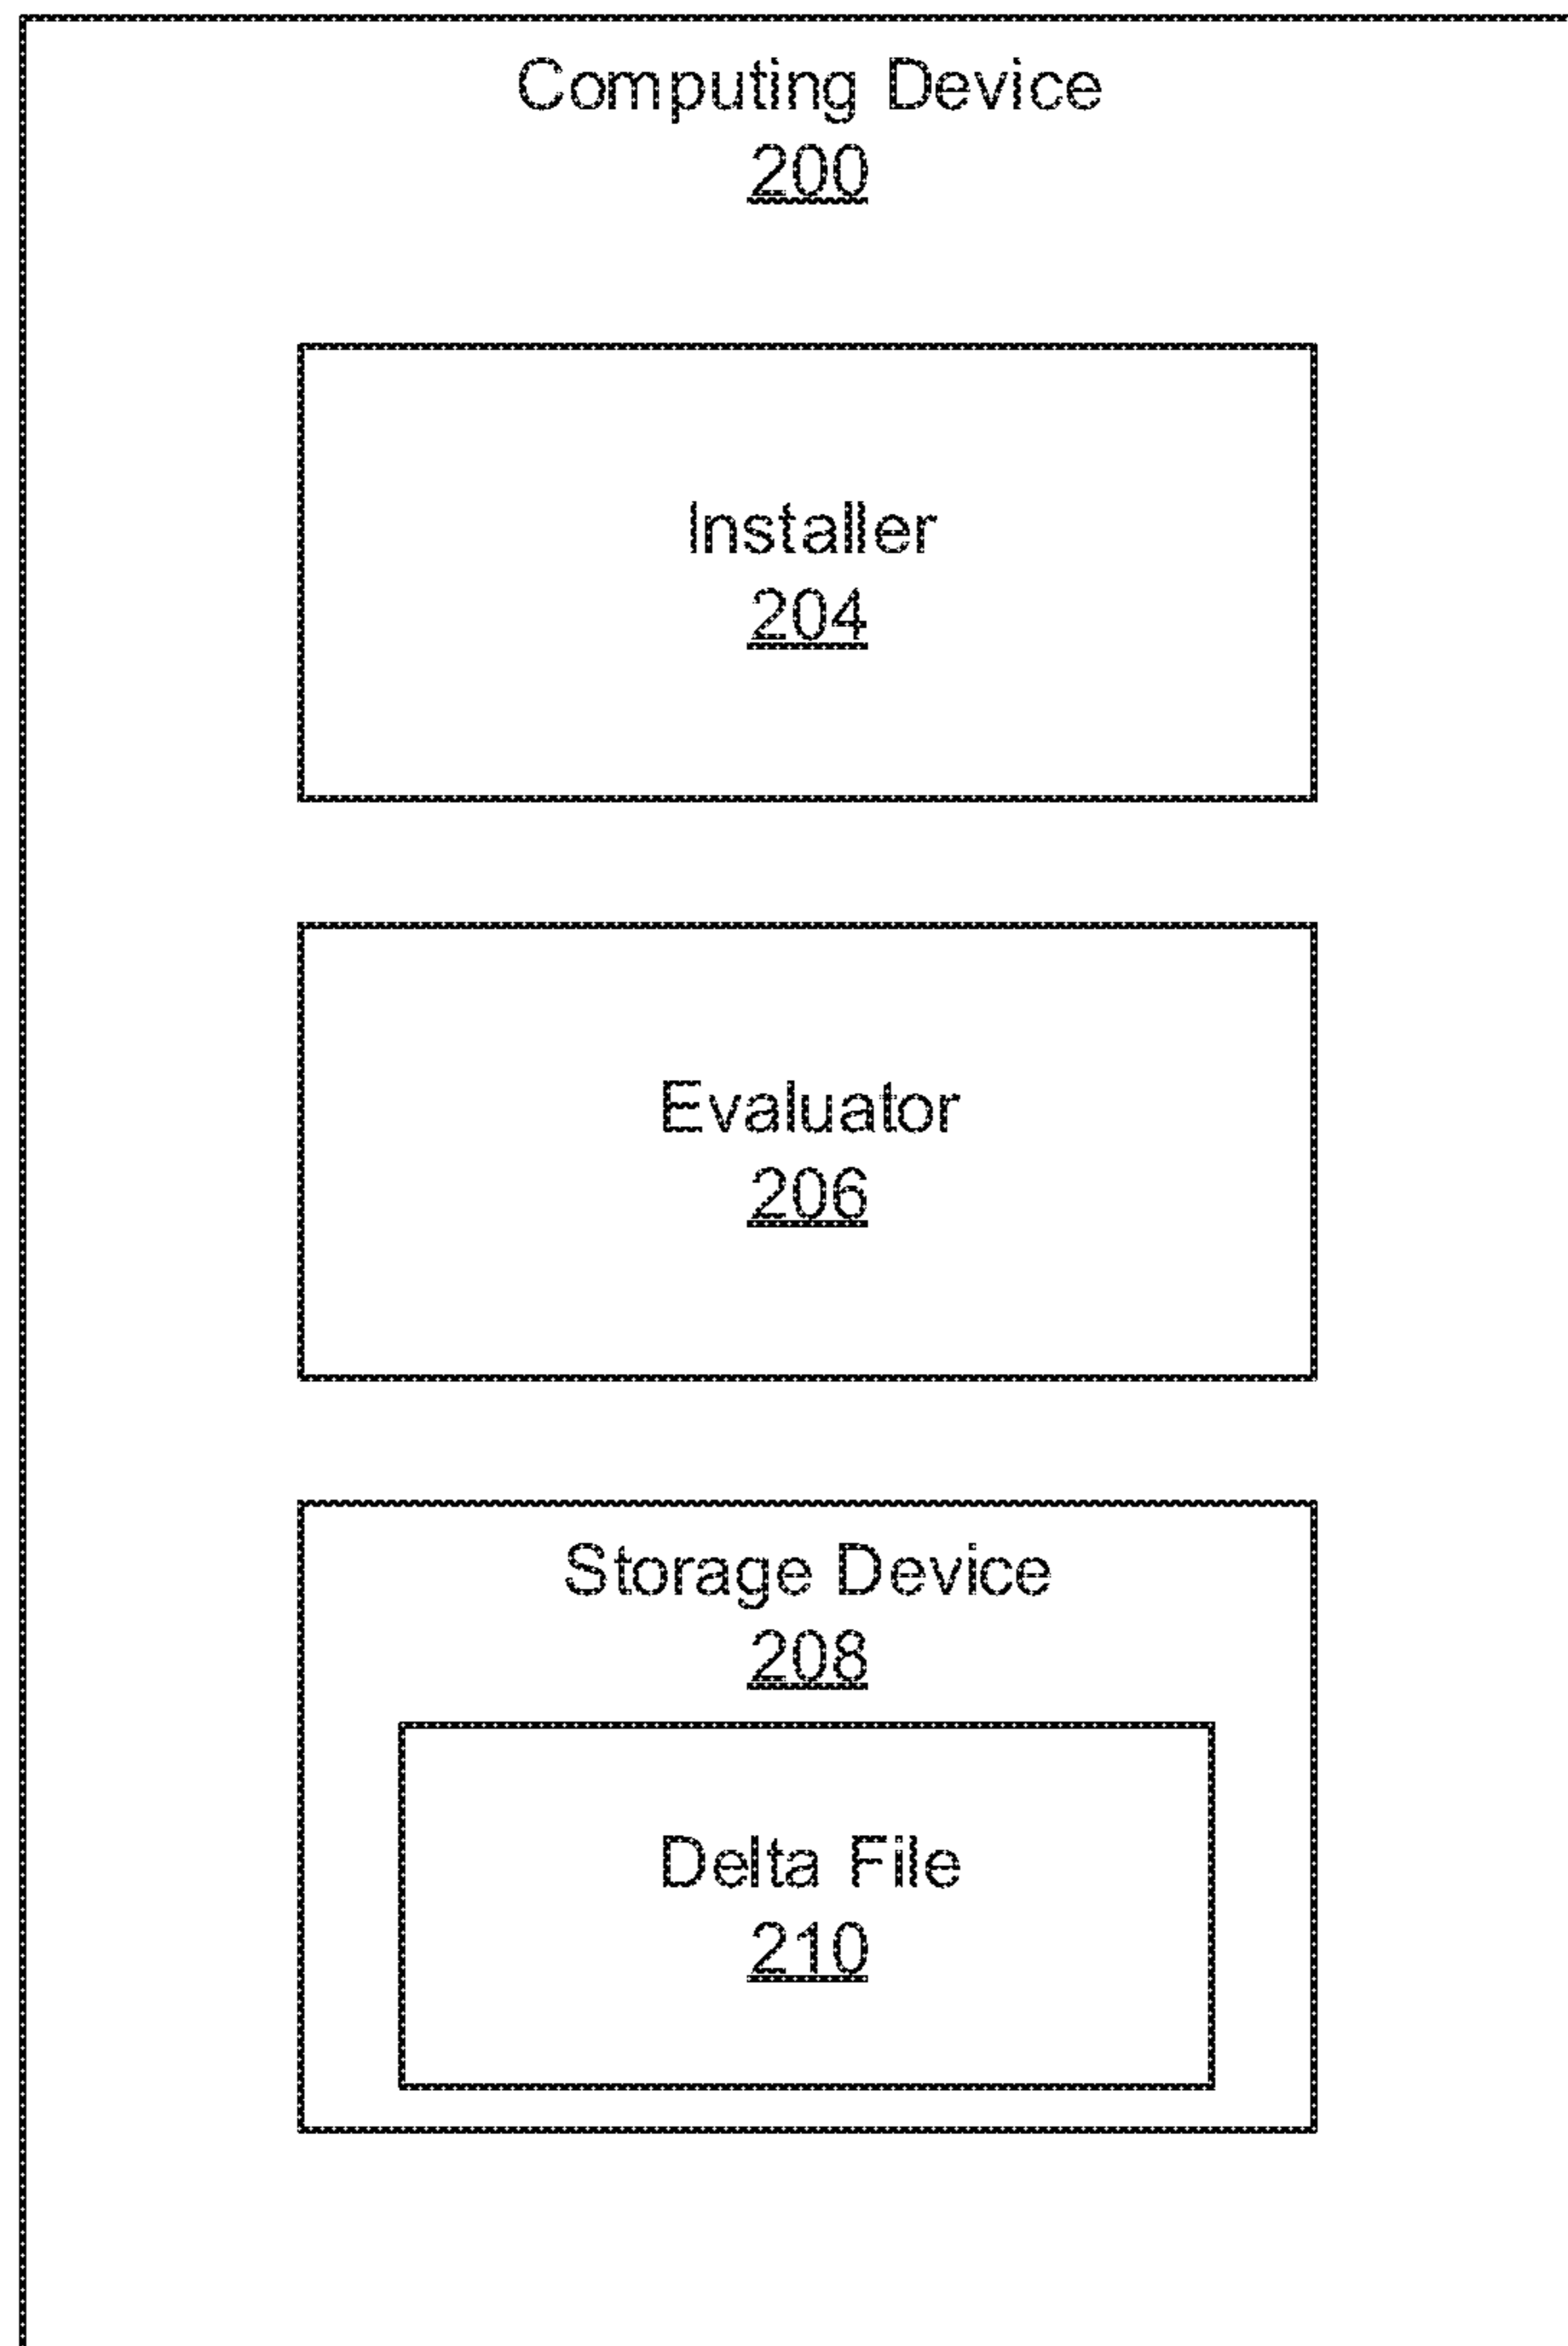 Computing Device
200
Installer
204
Evaluator
206
Storage Device
208
Delta File
210